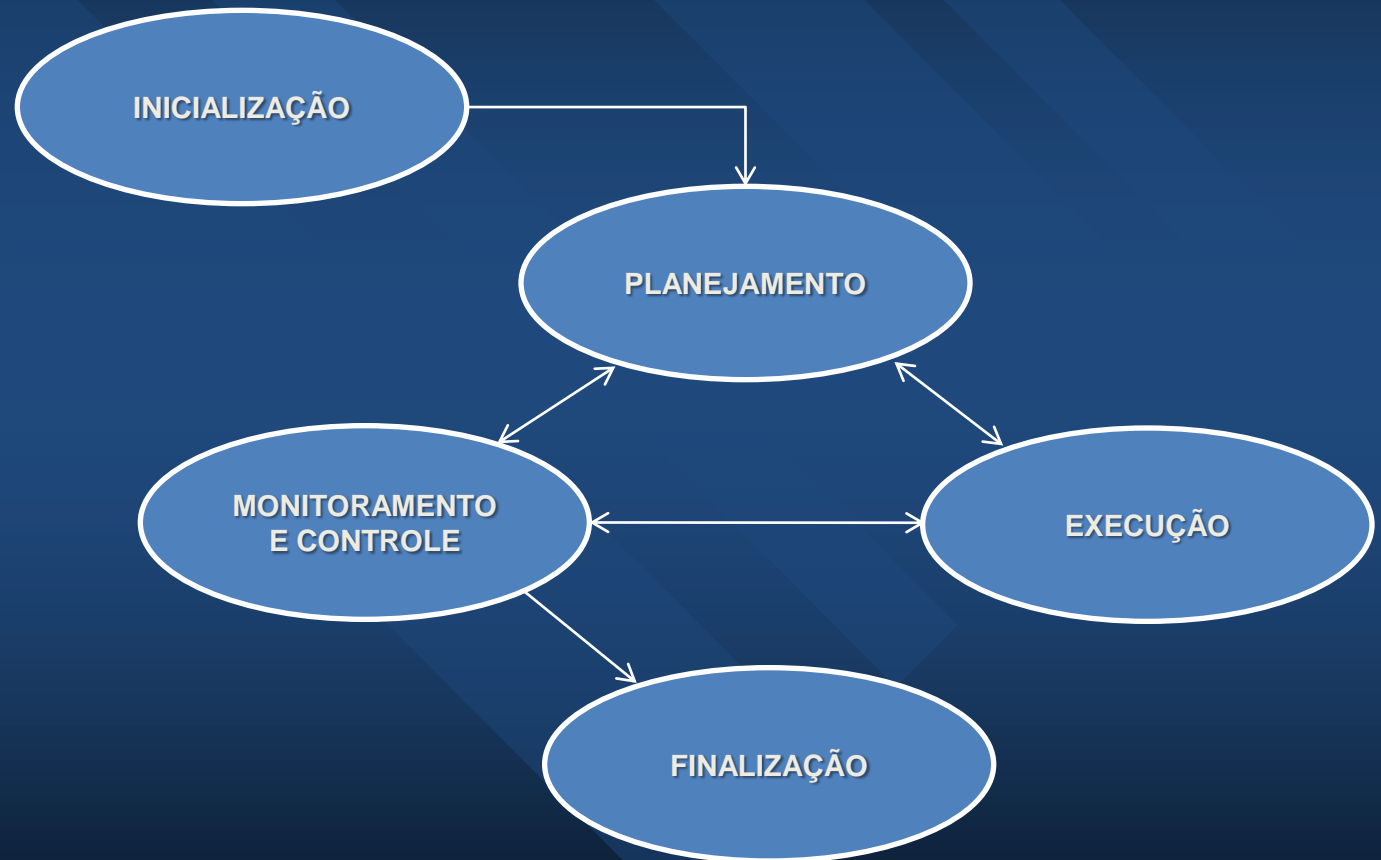 INICIALIZAÇÃO
PLANEJAMENTO
MONITORAMENTO
E CONTROLE
EXECUÇÃO
FINALIZAÇÃO